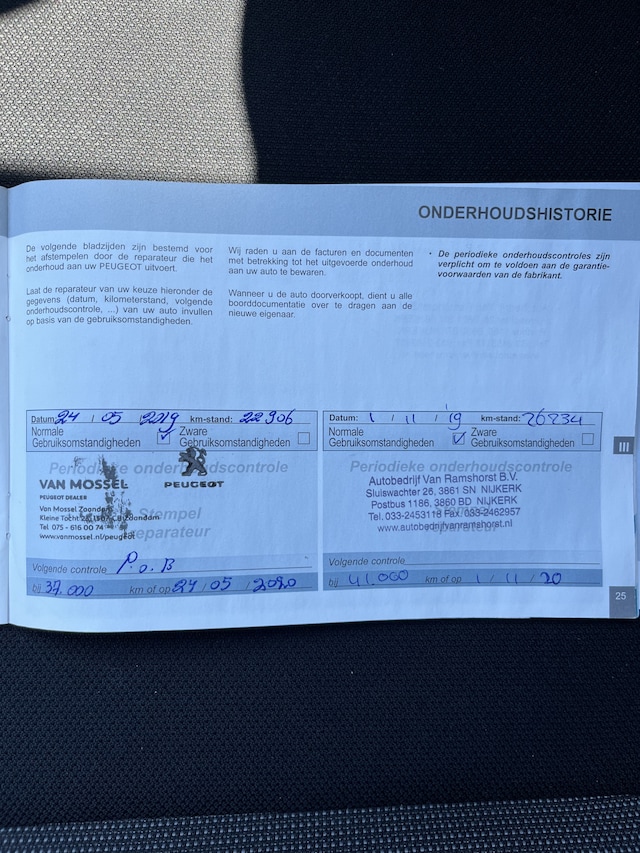 ONDERHOUDSHISTORIE
De volgende bladzijden zijn bestemd voor
het afstempelen door de reparateur die het
onderhoud aan uw PEUGEOT uitvoert.
Laat de reparateur van uw keuze hieronder de
gegevens (datum, kilometerstand, volgende
onderhoudscontrole, ...) van uw auto invullen
op basis van de gebruiksomstandigheden.
Wij raden u aan de facturen en documenten
met betrekking tot het uitgevoerde onderhoud
aan uw auto te bewaren.
Wanneer u de auto doorverkoopt, dient u alle
boorddocumentatie over te dragen aan de
nieuwe eigenaar.
• De periodieke onderhoudscontroles zijn
verplicht om te voldoen aan de garantie-
voorwaarden van de fabrikant.
Datum: 24 / 05 / 2019 km-stand: 22906
Normale
Gebruiksomstandigheden
Zware
Gebruiksomstandigheden
Periodieke onderhoudscontrole
VAN MOSSEL
PEUGEOT DEALER
PEUGEOT
Van Mossel Zaandam
Kleine Tocht Zaandam
Tel. 075 - 616 00 74
www.vanmossel.nl/peugeot
Stempel
reparateur
Volgende controle P.o.B
bij 37.000 km of op 24 / 05 / 2020
Datum: 1 / 11 / 19 km-stand: 26234
Normale
Gebruiksomstandigheden
Zware
Gebruiksomstandigheden
Periodieke onderhoudscontrole
Autobedrijf Van Ramshorst B.V.
Sluiswachter 26, 3861 SN NIJKERK
Postbus 1186, 3860 BD NIJKERK
Tel. 033-2453118 Fax. 033-2462957
www.autobedrijfvanramshorst.nl
Volgende controle
bij 41.000 km of op 1 / 11 / 20
III
25